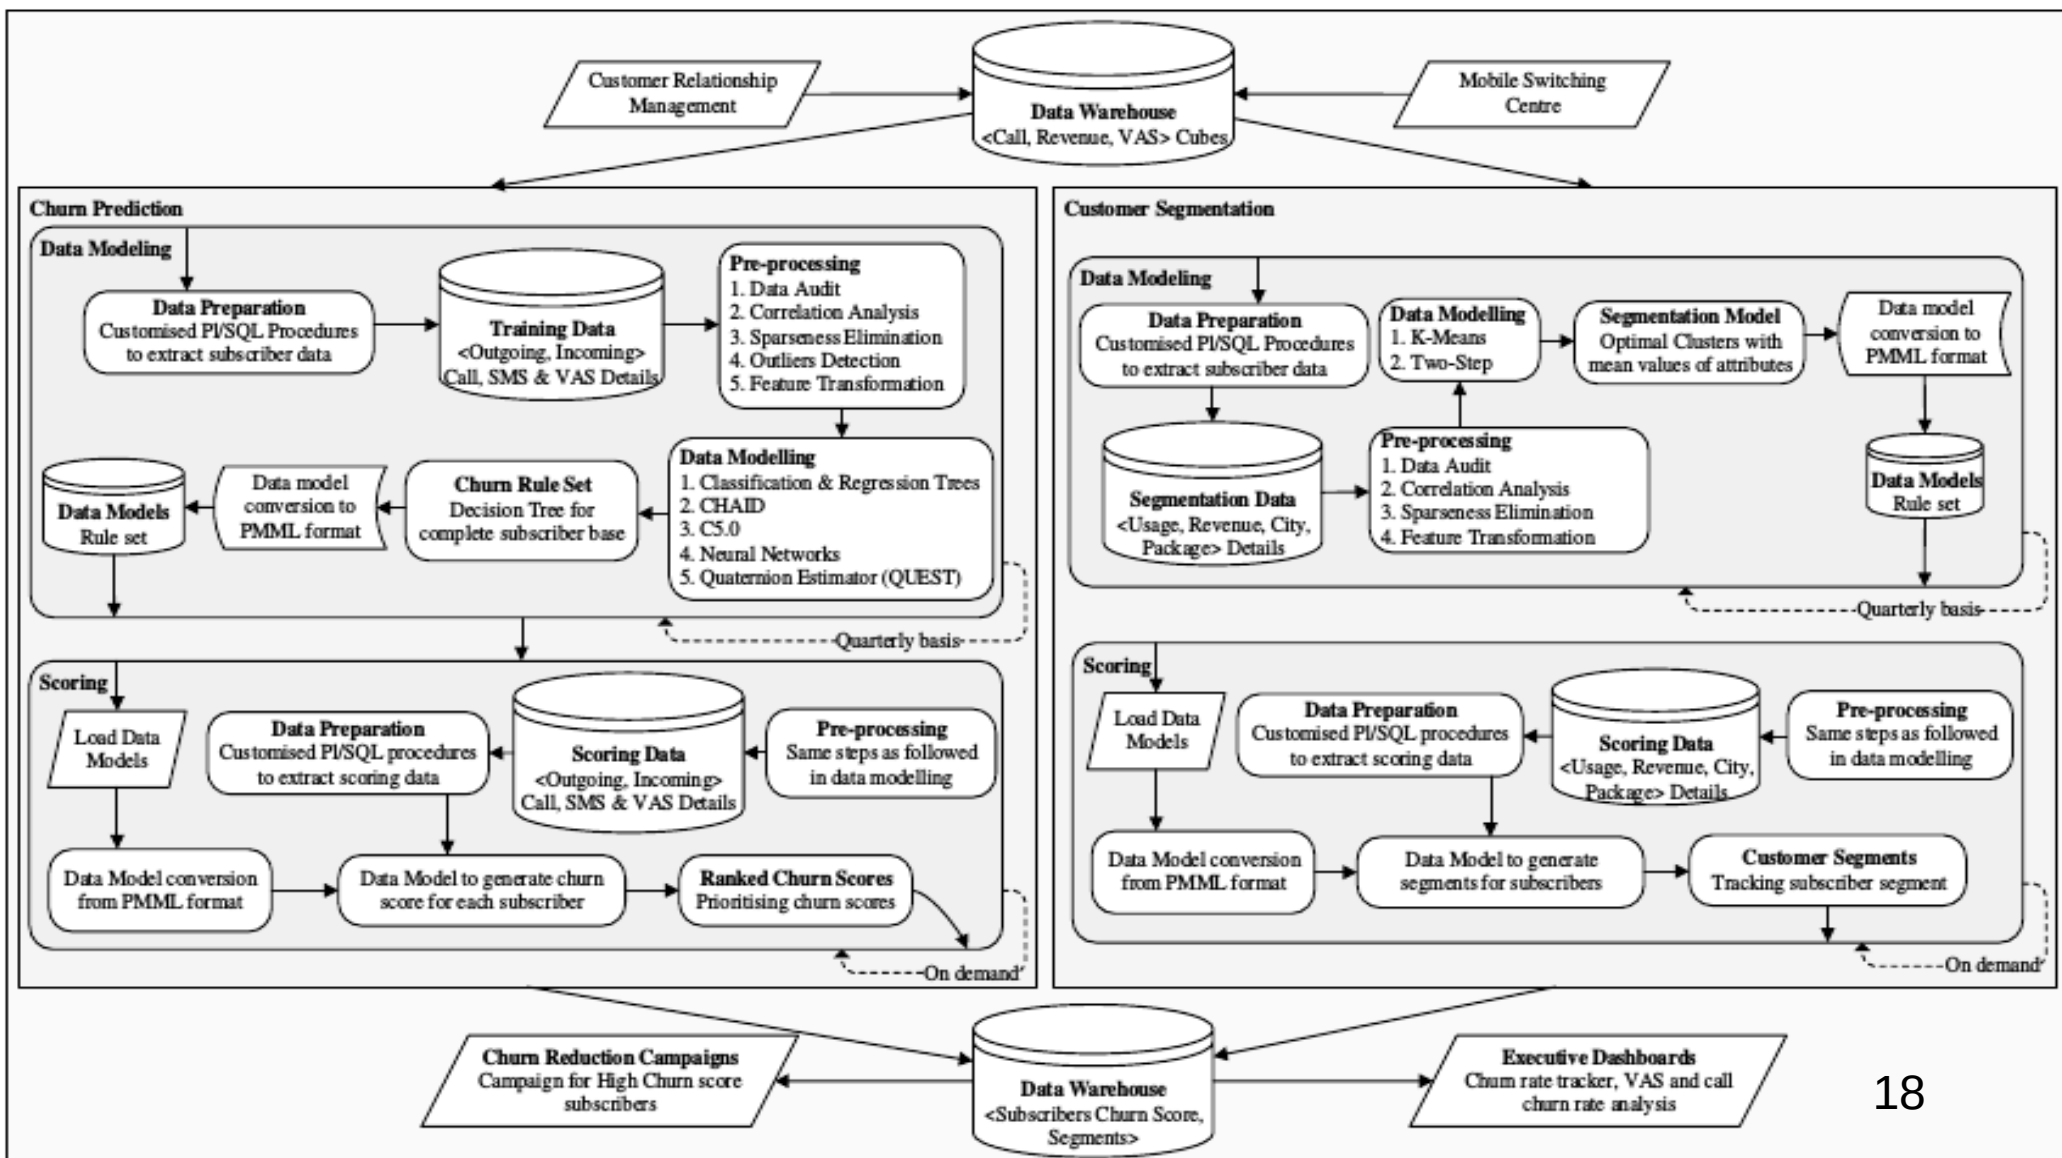 Customer Relationship
Management
Data Warehouse
<Call, Revenue, VAS> Cubes
Mobile Switching
Centre
Churn Prediction
Data Modeling
Data Preparation
Customised Pl/SQL Procedures
to extract subscriber data
Training Data
<Outgoing, Incoming>
Call, SMS & VAS Details
Pre-processing
1. Data Audit
2. Correlation Analysis
3. Sparseness Elimination
4. Outliers Detection
5. Feature Transformation
Data Modelling
1. Classification & Regression Trees
2. CHAID
3. C5.0
4. Neural Networks
5. Quaternion Estimator (QUEST)
Churn Rule Set
Decision Tree for
complete subscriber base
Data model
conversion to
PMML format
Data Models
Rule set
Quarterly basis
Scoring
Load Data
Models
Data Preparation
Customised Pl/SQL procedures
to extract scoring data
Scoring Data
<Outgoing, Incoming>
Call, SMS & VAS Details
Pre-processing
Same steps as followed
in data modelling
Data Model conversion
from PMML format
Data Model to generate churn
score for each subscriber
Ranked Churn Scores
Prioritising churn scores
On demand
Customer Segmentation
Data Modeling
Data Preparation
Customised Pl/SQL Procedures
to extract subscriber data
Segmentation Data
<Usage, Revenue, City,
Package> Details
Pre-processing
1. Data Audit
2. Correlation Analysis
3. Sparseness Elimination
4. Feature Transformation
Data Modelling
1. K-Means
2. Two-Step
Segmentation Model
Optimal Clusters with
mean values of attributes
Data model
conversion to
PMML format
Data Models
Rule set
Quarterly basis
Scoring
Load Data
Models
Data Preparation
Customised Pl/SQL procedures
to extract scoring data
Scoring Data
<Usage, Revenue, City,
Package> Details
Pre-processing
Same steps as followed
in data modelling
Data Model conversion
from PMML format
Data Model to generate
segments for subscribers
Customer Segments
Tracking subscriber segment
On demand
Churn Reduction Campaigns
Campaign for High Churn score
subscribers
Data Warehouse
<Subscribers Churn Score,
Segments>
Executive Dashboards
Churn rate tracker, VAS and call
churn rate analysis
18